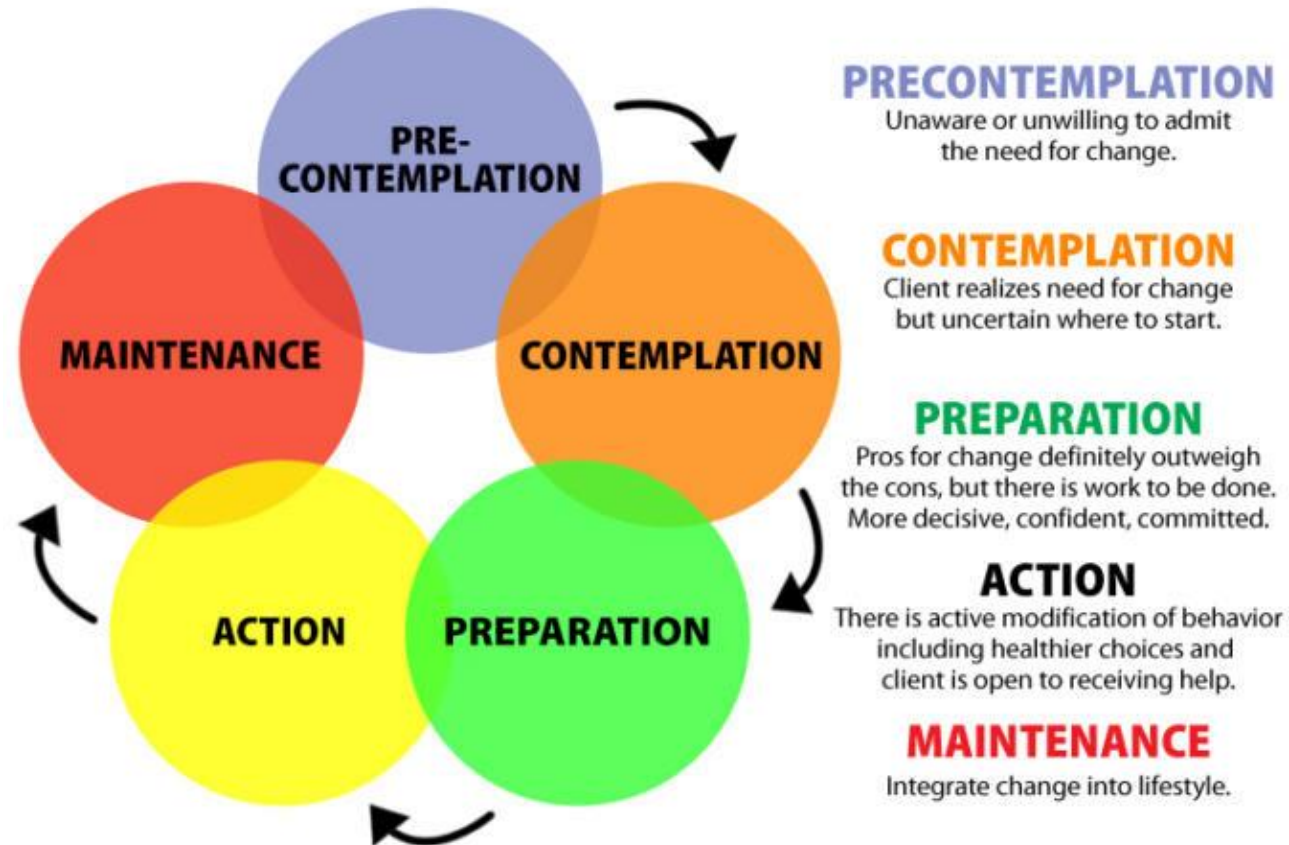 PRE-
CONTEMPLATION
CONTEMPLATION
PREPARATION
ACTION
MAINTENANCE
PRECONTEMPLATION
Unaware or unwilling to admit
the need for change.
CONTEMPLATION
Client realizes need for change
but uncertain where to start.
PREPARATION
Pros for change definitely outweigh
the cons, but there is work to be done.
More decisive, confident, committed.
ACTION
There is active modification of behavior
including healthier choices and
client is open to receiving help.
MAINTENANCE
Integrate change into lifestyle.